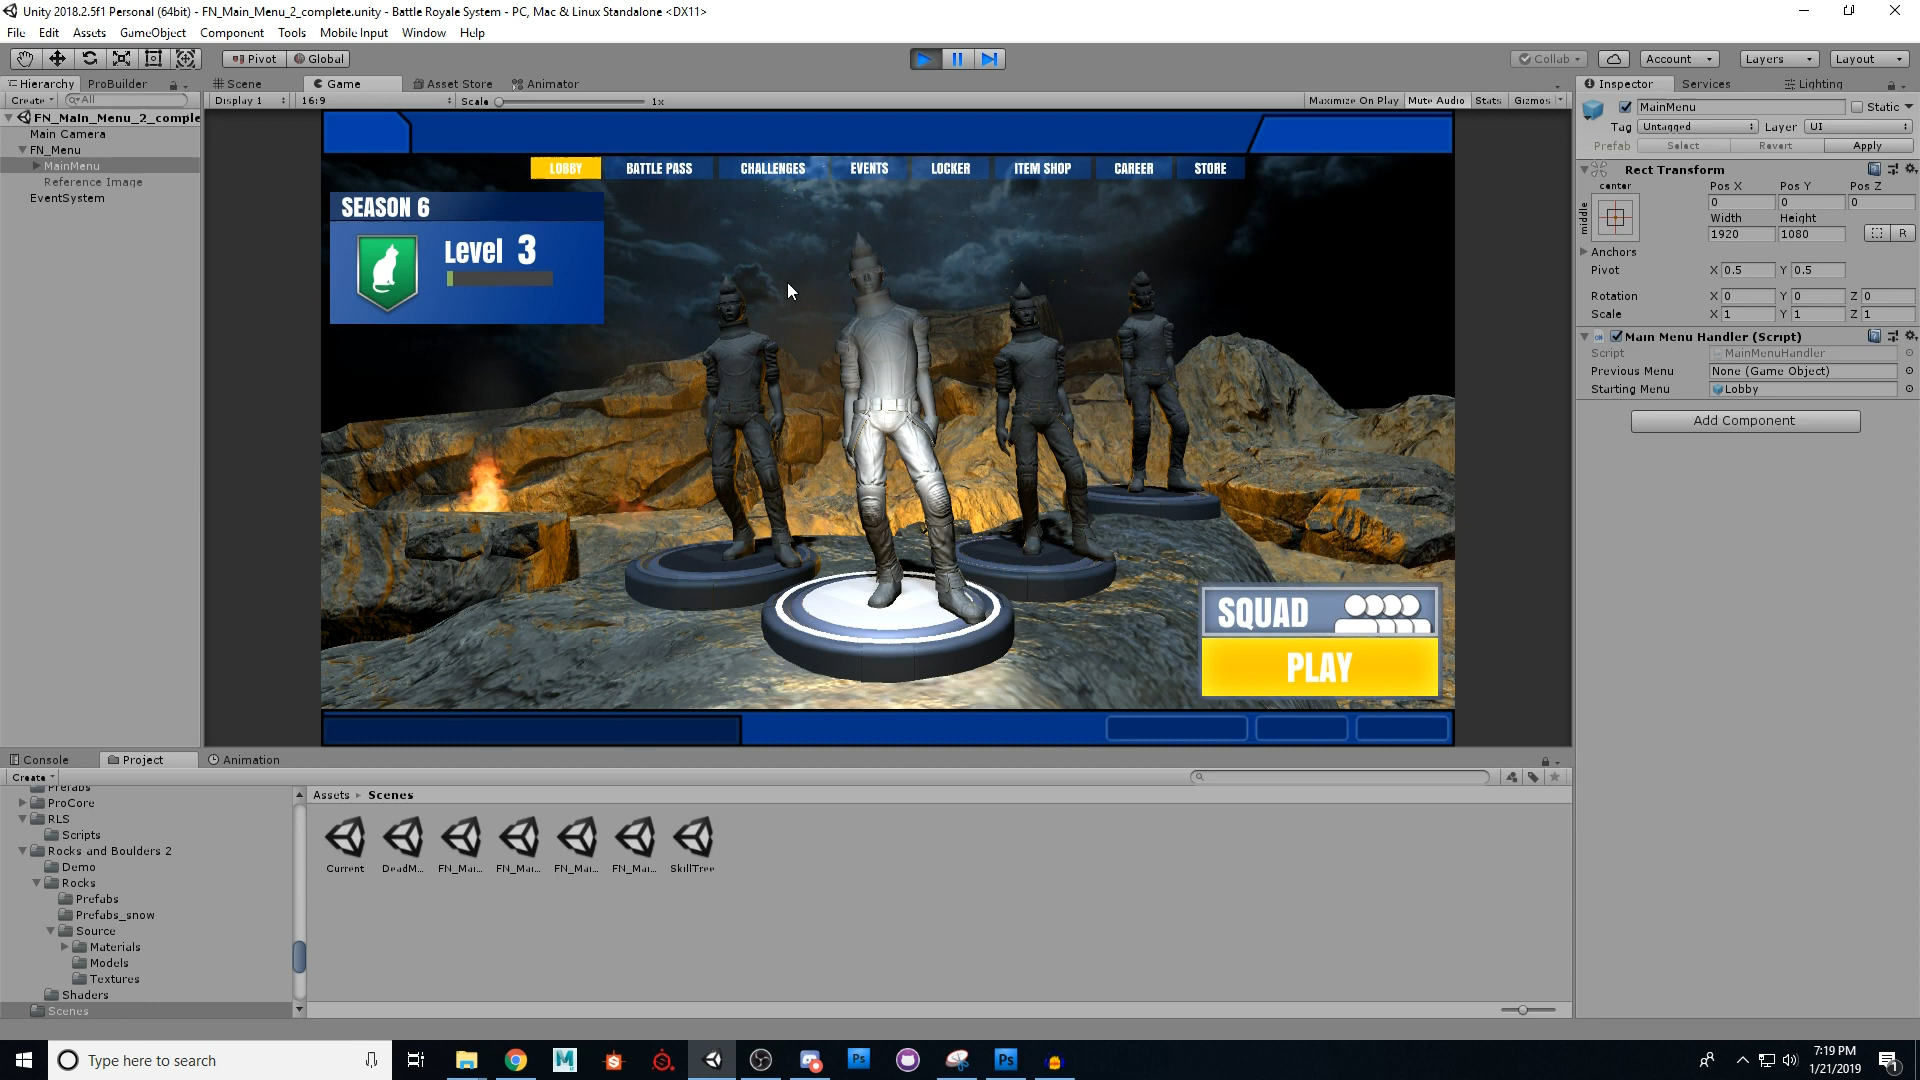 Unity 2018.2.5f1 Personal (64bit) - FN_Main_Menu_2_complete.unity - Battle Royale System - PC, Mac & Linux Standalone <DX11>
File Edit Assets GameObject Component Tools Mobile Input Window Help
Pivot Global Collab Account Layers Layout
Hierarchy ProBuilder Scene Game Asset Store Animator Inspector Services Lighting
Create All Display 1 16:9 Scale 1x Maximize On Play Mute Audio Stats Gizmos
FN_Main_Menu_2_comple
Main Camera
FN_Menu
MainMenu
Reference Image
EventSystem
LOBBY BATTLE PASS CHALLENGES EVENTS LOCKER ITEM SHOP CAREER STORE
SEASON 6
Level 3
SQUAD
PLAY
MainMenu Static
Tag Untagged Layer UI
Prefab Select Revert Apply
Rect Transform
center
middle
Pos X Pos Y Pos Z
0 0 0
Width Height
1920 1080 R
Anchors
Pivot X 0.5 Y 0.5
Rotation X 0 Y 0 Z 0
Scale X 1 Y 1 Z 1
Main Menu Handler (Script)
Script MainMenuHandler
Previous Menu None (Game Object)
Starting Menu Lobby
Add Component
Console Project Animation
Create
Prefabs
ProCore
RLS
Scripts
Rocks and Boulders 2
Demo
Rocks
Prefabs
Prefabs_snow
Source
Materials
Models
Textures
Shaders
Scenes
Assets Scenes
Current DeadM... FN_Mai... FN_Mai... FN_Mai... FN_Mai... SkillTree
Type here to search
7:19 PM
1/21/2019
1